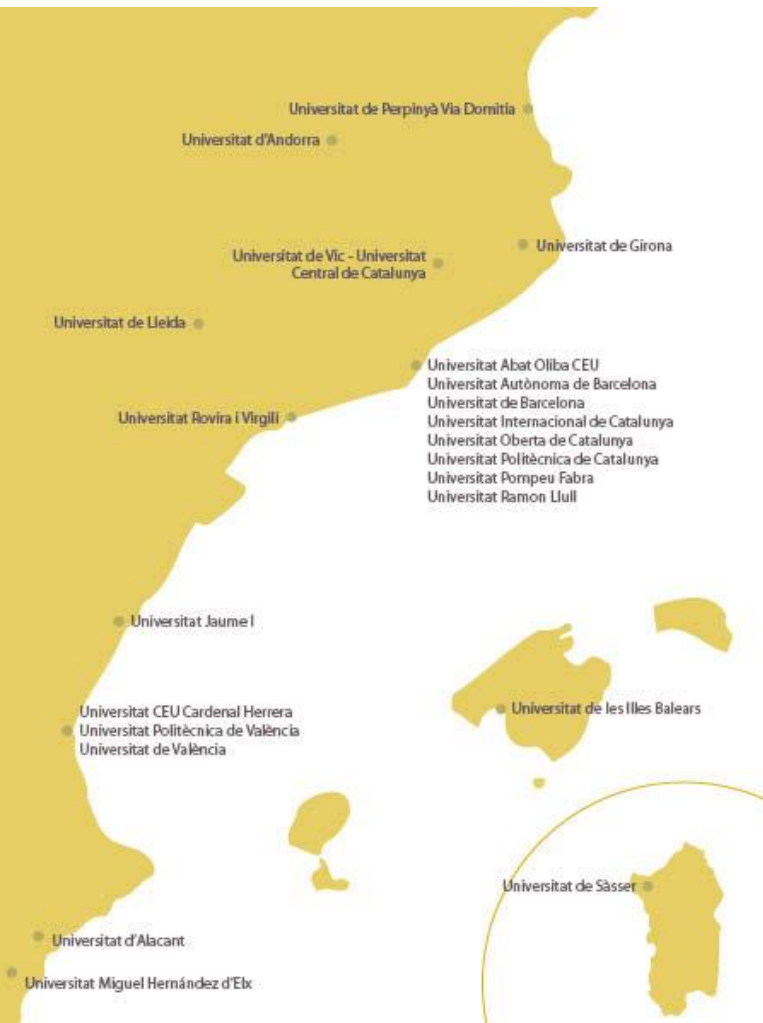 Universitat de Perpinyà Via Domitia
Universitat d'Andorra
Universitat de Girona
Universitat de Vic - Universitat
Central de Catalunya
Universitat de Lleida
Universitat Abat Oliba CEU
Universitat Autònoma de Barcelona
Universitat de Barcelona
Universitat Internacional de Catalunya
Universitat Oberta de Catalunya
Universitat Politècnica de Catalunya
Universitat Pompeu Fabra
Universitat Ramon Llull
Universitat Rovira i Virgili
Universitat Jaume I
Universitat CEU Cardenal Herrera
Universitat Politècnica de València
Universitat de València
Universitat de les Illes Balears
Universitat de Sàsser
Universitat d'Alacant
Universitat Miguel Hernández d'Elx